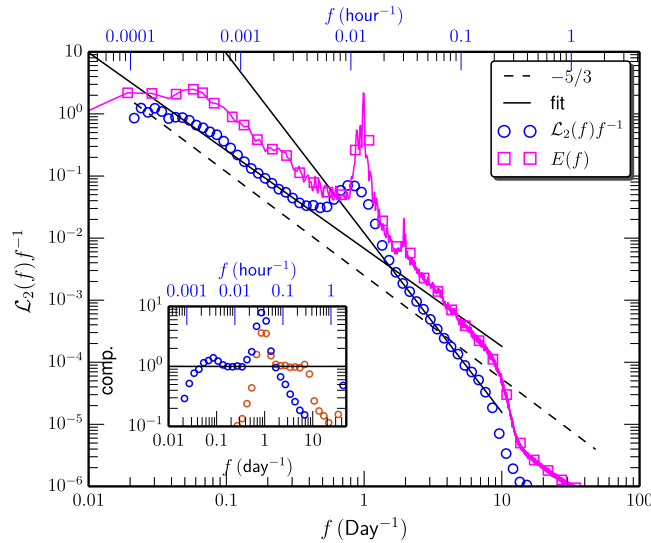 f (hour⁻¹)
0.0001 0.001 0.01 0.1 1
10
10⁰
10⁻¹
10⁻²
10⁻³
10⁻⁴
10⁻⁵
10⁻⁶
ℒ₂(f)f⁻¹
−5/3
fit
ℒ₂(f)f⁻¹
E(f)
f (hour⁻¹)
0.001 0.01 0.1 1
10¹
10⁰
10⁻¹
comp.
0.01 0.1 1 10
f (day⁻¹)
0.01 0.1 1 10 100
f (Day⁻¹)